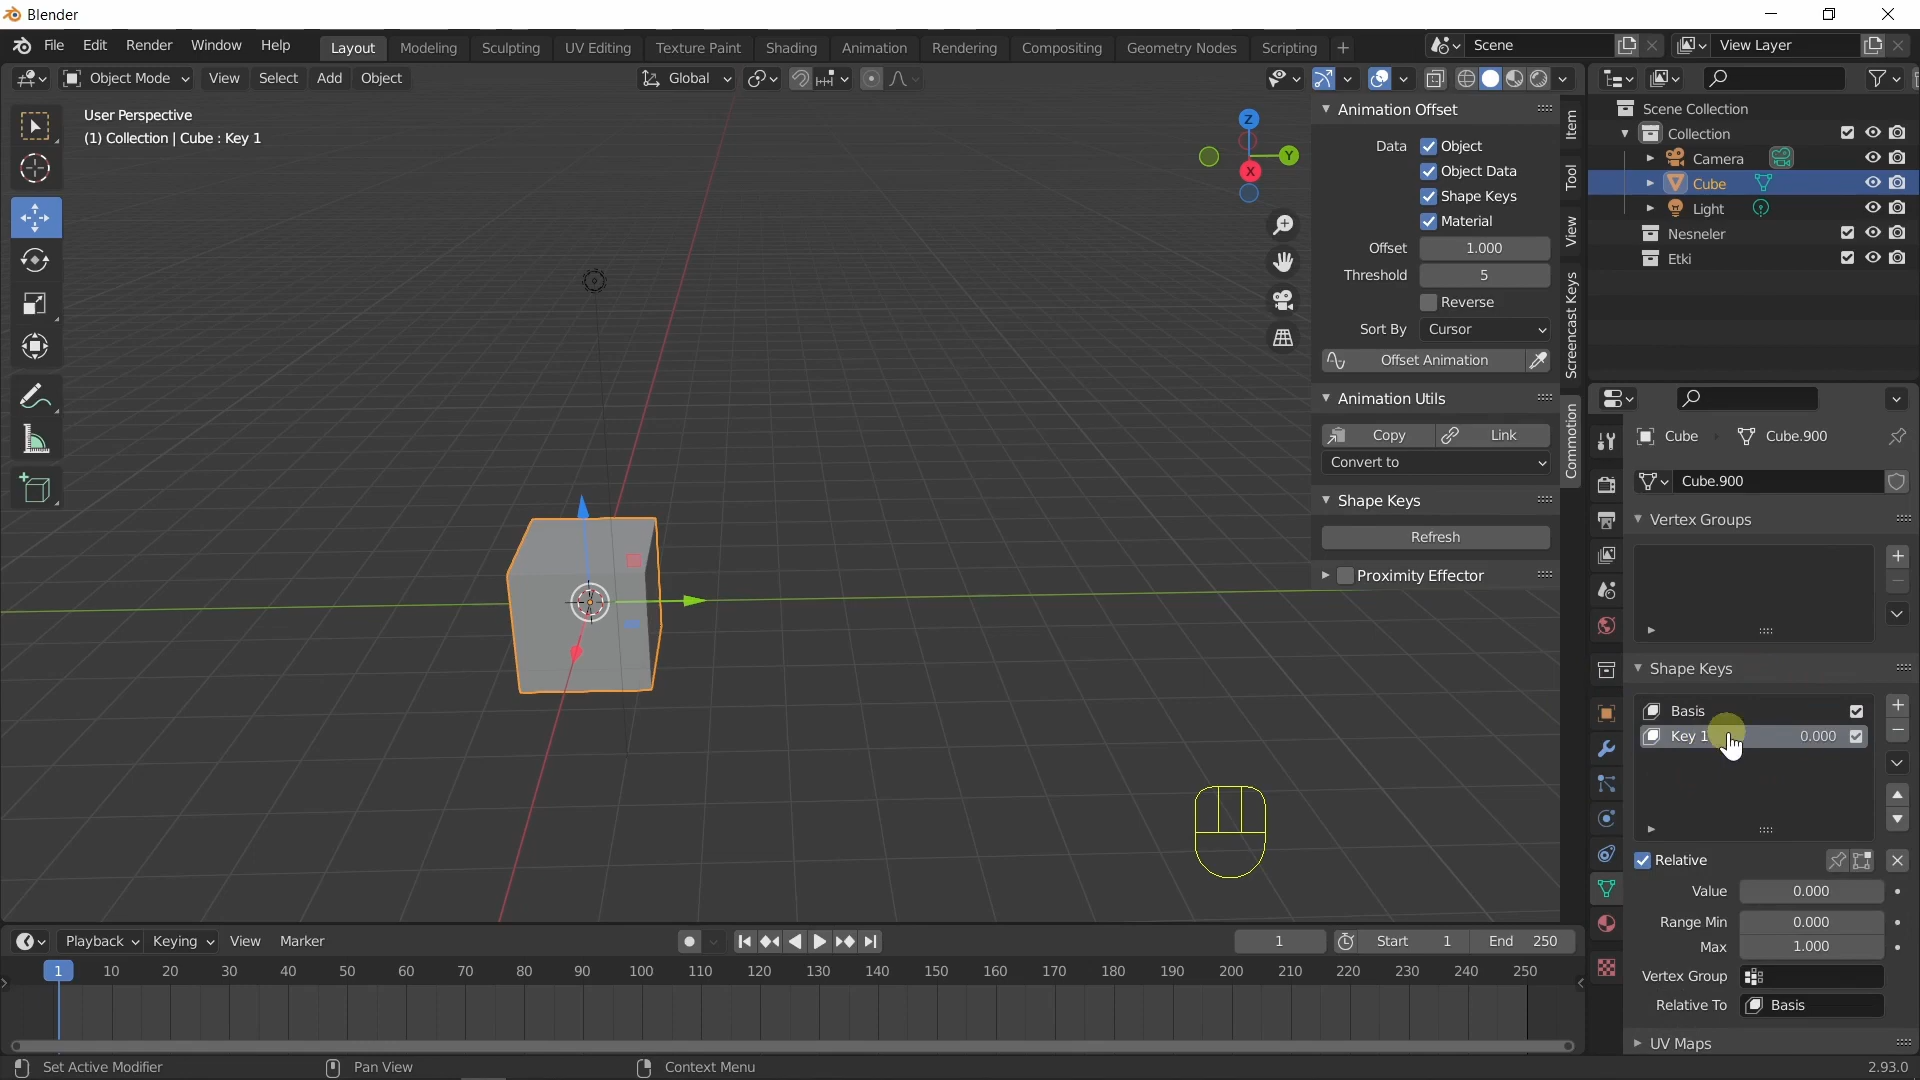 Blender
File Edit Render Window Help Layout Modeling Sculpting UV Editing Texture Paint Shading Animation Rendering Compositing Geometry Nodes Scripting + Scene View Layer
Object Mode View Select Add Object Global
User Perspective
(1) Collection | Cube : Key 1
Z
Y
X
Animation Offset
Data Object
Object Data
Shape Keys
Material
Offset 1.000
Threshold 5
Reverse
Sort By Cursor
Offset Animation
Animation Utils
Copy Link
Convert to
Shape Keys
Refresh
Proximity Effector
Item
Tool
View
Screencast Keys
Commotion
Scene Collection
Collection
Camera
Cube
Light
Nesneler
Etki
Cube Cube.900
Cube.900
Vertex Groups
Shape Keys
Basis
Key 1 0.000
Relative
Value 0.000
Range Min 0.000
Max 1.000
Vertex Group
Relative To Basis
UV Maps
Playback Keying View Marker 1 Start 1 End 250
1 10 20 30 40 50 60 70 80 90 100 110 120 130 140 150 160 170 180 190 200 210 220 230 240 250
Set Active Modifier Pan View Context Menu 2.93.0